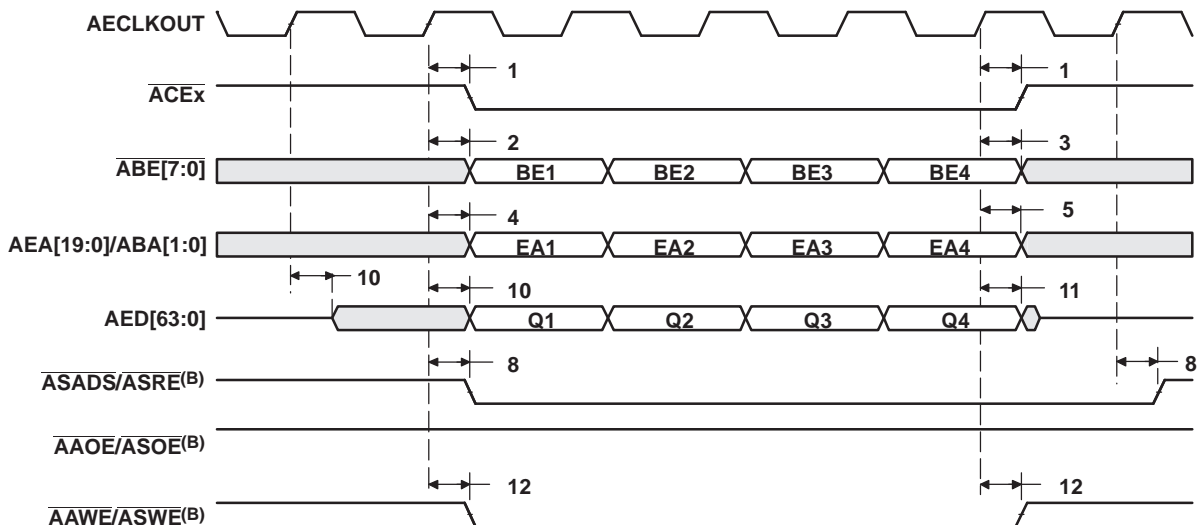 AECLKOUT
1 1
ACEx
2 3
ABE[7:0] BE1 BE2 BE3 BE4
4 5
AEA[19:0]/ABA[1:0] EA1 EA2 EA3 EA4
10 10 11
AED[63:0] Q1 Q2 Q3 Q4
8 8
ASADS/ASRE(B)
AAOE/ASOE(B)
12 12
AAWE/ASWE(B)